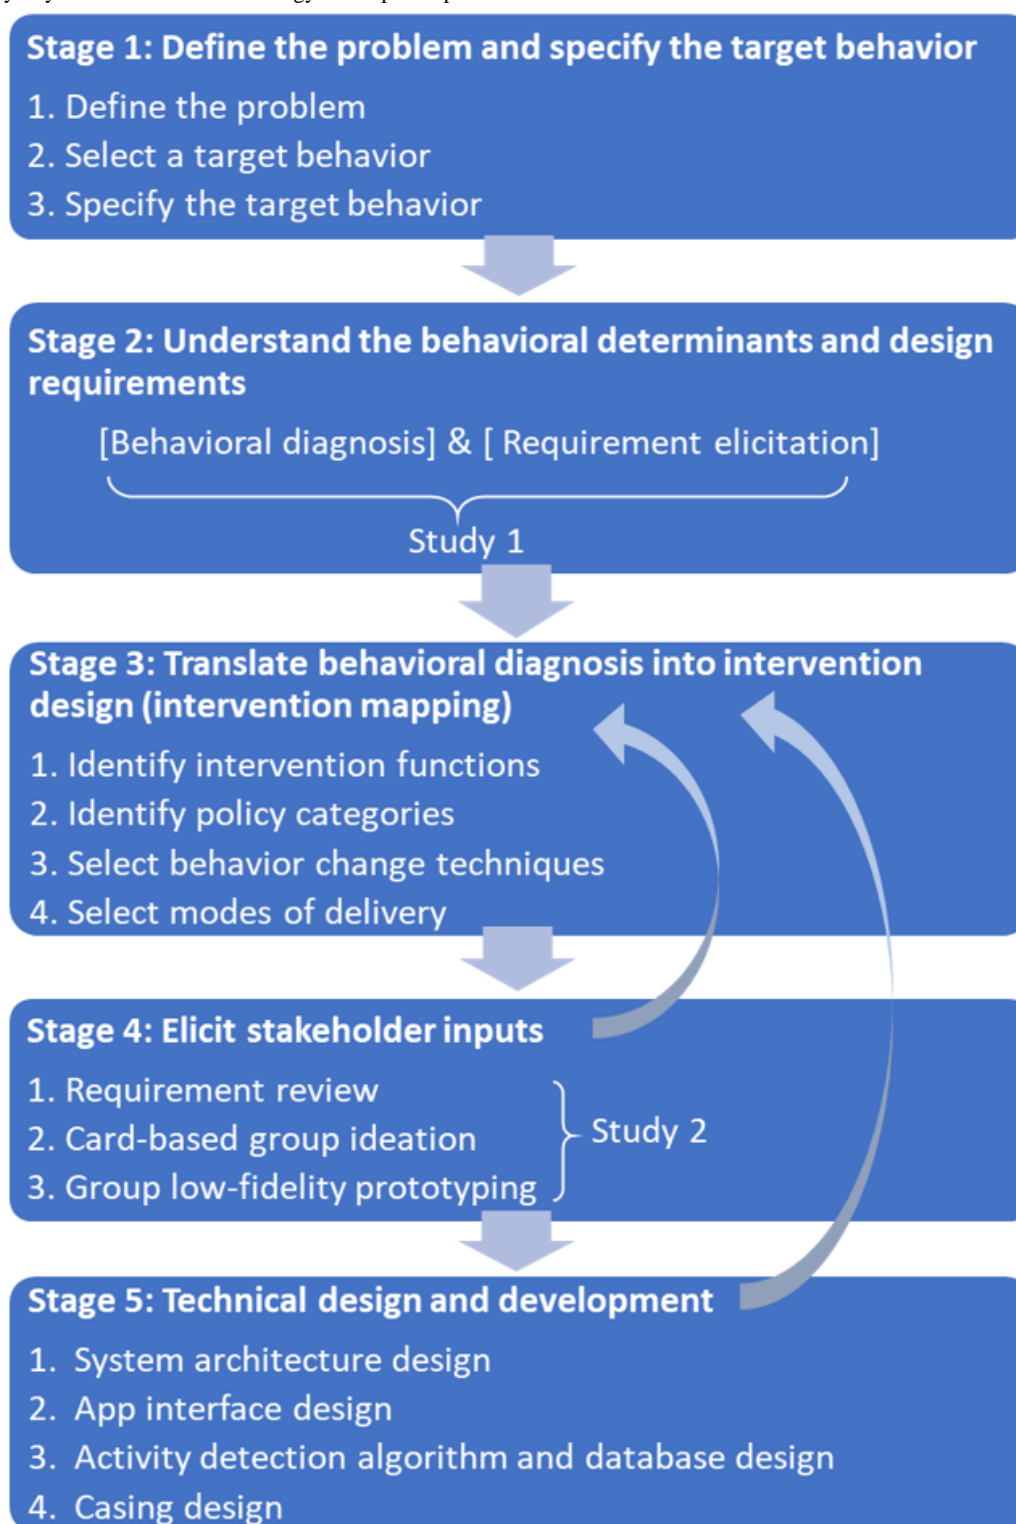 Stage 1: Define the problem and specify the target behavior
1. Define the problem
2. Select a target behavior
3. Specify the target behavior
Stage 2: Understand the behavioral determinants and design
requirements
[Behavioral diagnosis] & [ Requirement elicitation]
Study 1
Stage 3: Translate behavioral diagnosis into intervention
design (intervention mapping)
1. Identify intervention functions
2. Identify policy categories
3. Select behavior change techniques
4. Select modes of delivery
Stage 4: Elicit stakeholder inputs
1. Requirement review
2. Card-based group ideation
3. Group low-fidelity prototyping
Study 2
Stage 5: Technical design and development
1. System architecture design
2. App interface design
3. Activity detection algorithm and database design
4. Casing design